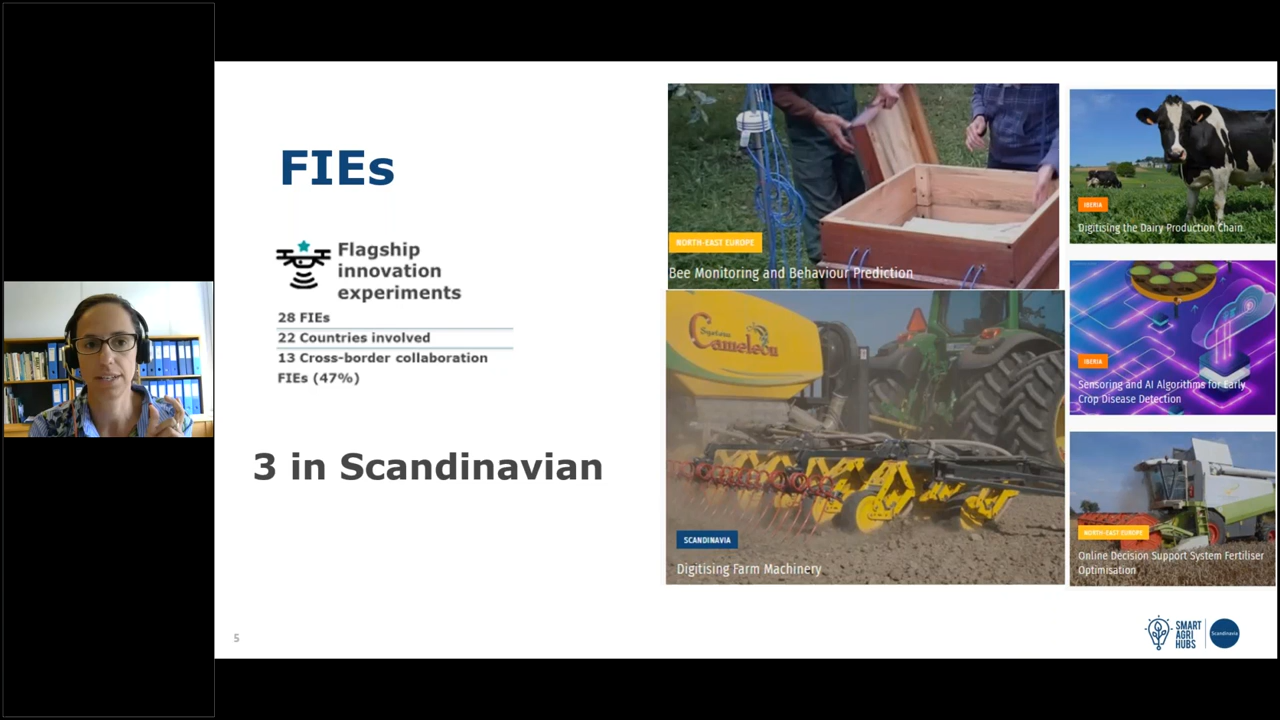 FIEs
Flagship
innovation
experiments
28 FIEs
22 Countries involved
13 Cross-border collaboration
FIEs (47%)
3 in Scandinavian
5
NORTH-EAST EUROPE
Bee Monitoring and Behaviour Prediction
System
Cameleon
SCANDINAVIA
Digitising Farm Machinery
IBERIA
Digitising the Dairy Production Chain
IBERIA
Sensoring and AI Algorithms for Early
Crop Disease Detection
NORTH-EAST EUROPE
Online Decision Support System Fertiliser
Optimisation
SMART
AGRI
HUBS
Scandinavia